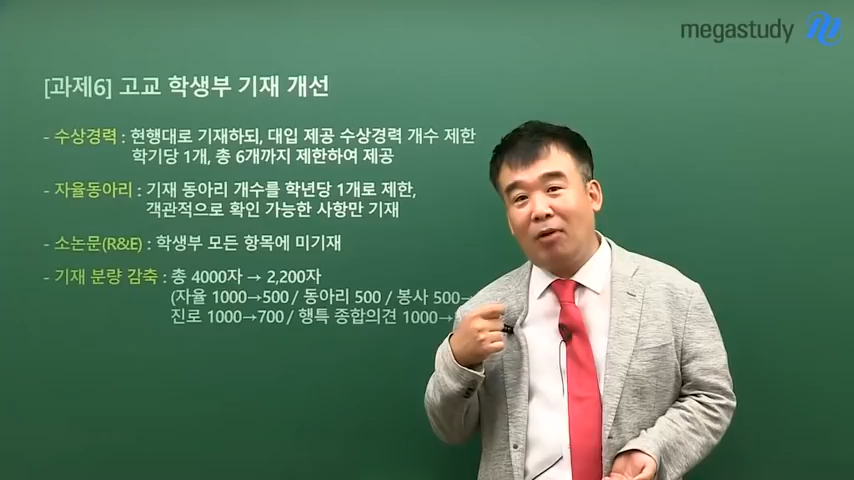 megastudy
[과제6] 고교 학생부 기재 개선
- 수상경력 : 현행대로 기재하되, 대입 제공 수상경력 개수 제한
학기당 1개, 총 6개까지 제한하여 제공
- 자율동아리 : 기재 동아리 개수를 학년당 1개로 제한,
객관적으로 확인 가능한 사항만 기재
- 소논문(R&E) : 학생부 모든 항목에 미기재
- 기재 분량 감축 : 총 4000자 → 2,200자
(자율 1000→500 / 동아리 500 / 봉사 500→
진로 1000→700 / 행특 종합의견 1000→